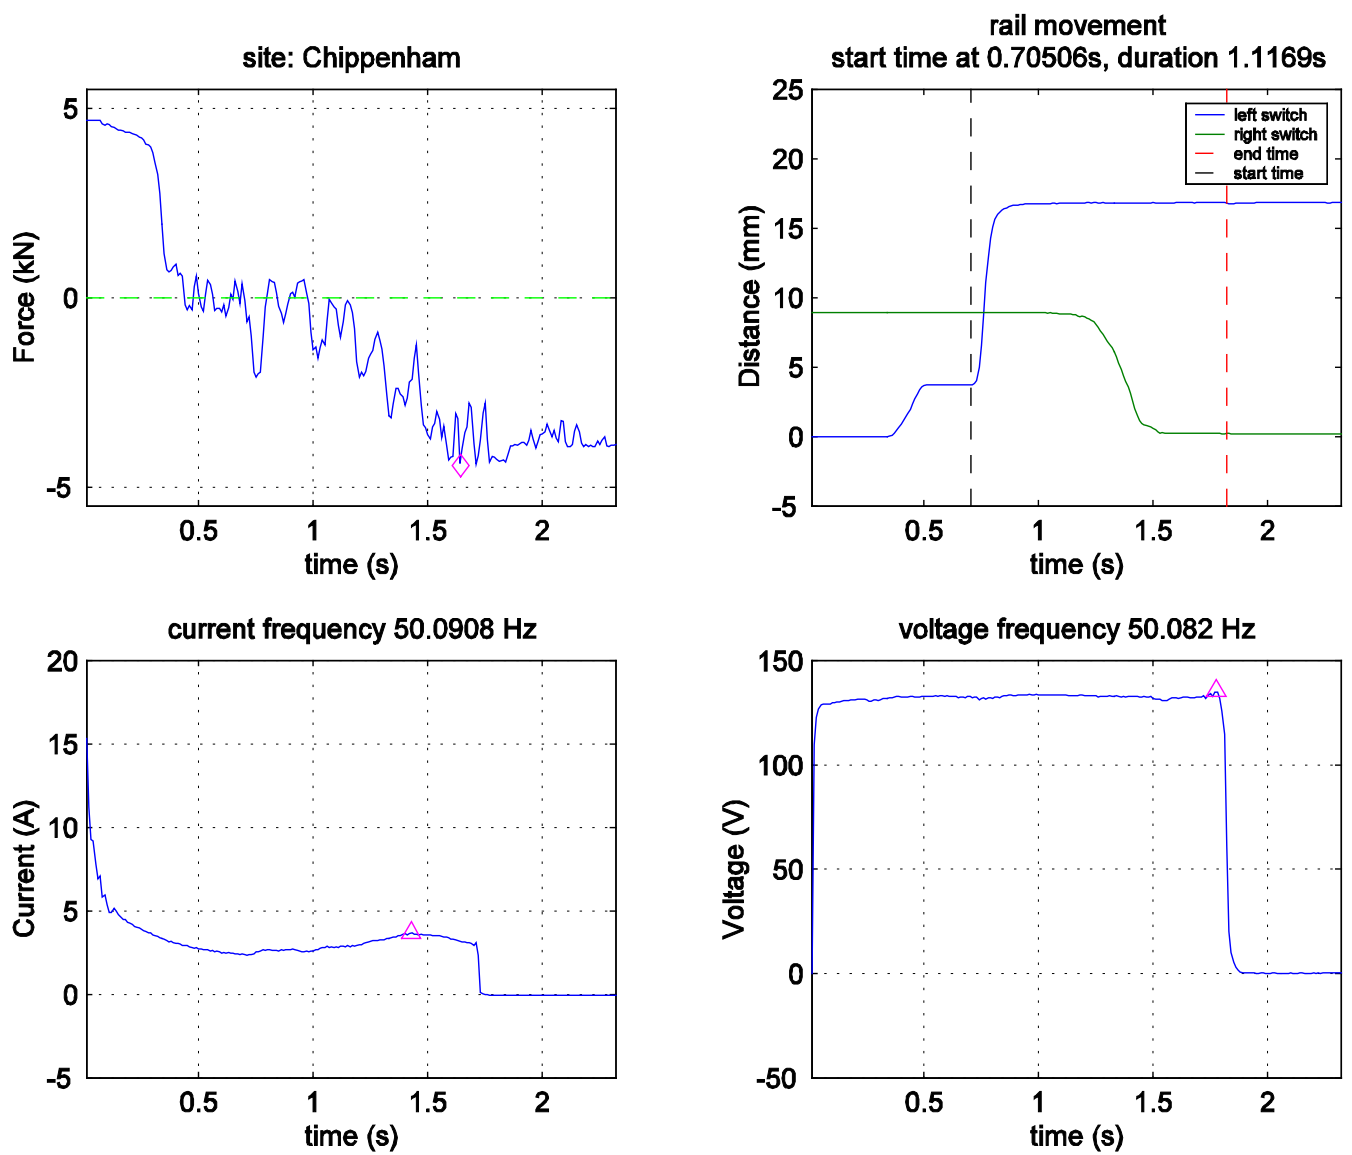 site: Chippenham
5
0
-5
Force (kN)
0.5 1 1.5 2
time (s)
rail movement
start time at 0.70506s, duration 1.1169s
25
20
15
10
5
0
-5
Distance (mm)
left switch
right switch
end time
start time
0.5 1 1.5 2
time (s)
current frequency 50.0908 Hz
20
15
10
5
0
-5
Current (A)
0.5 1 1.5 2
time (s)
voltage frequency 50.082 Hz
150
100
50
0
-50
Voltage (V)
0.5 1 1.5 2
time (s)